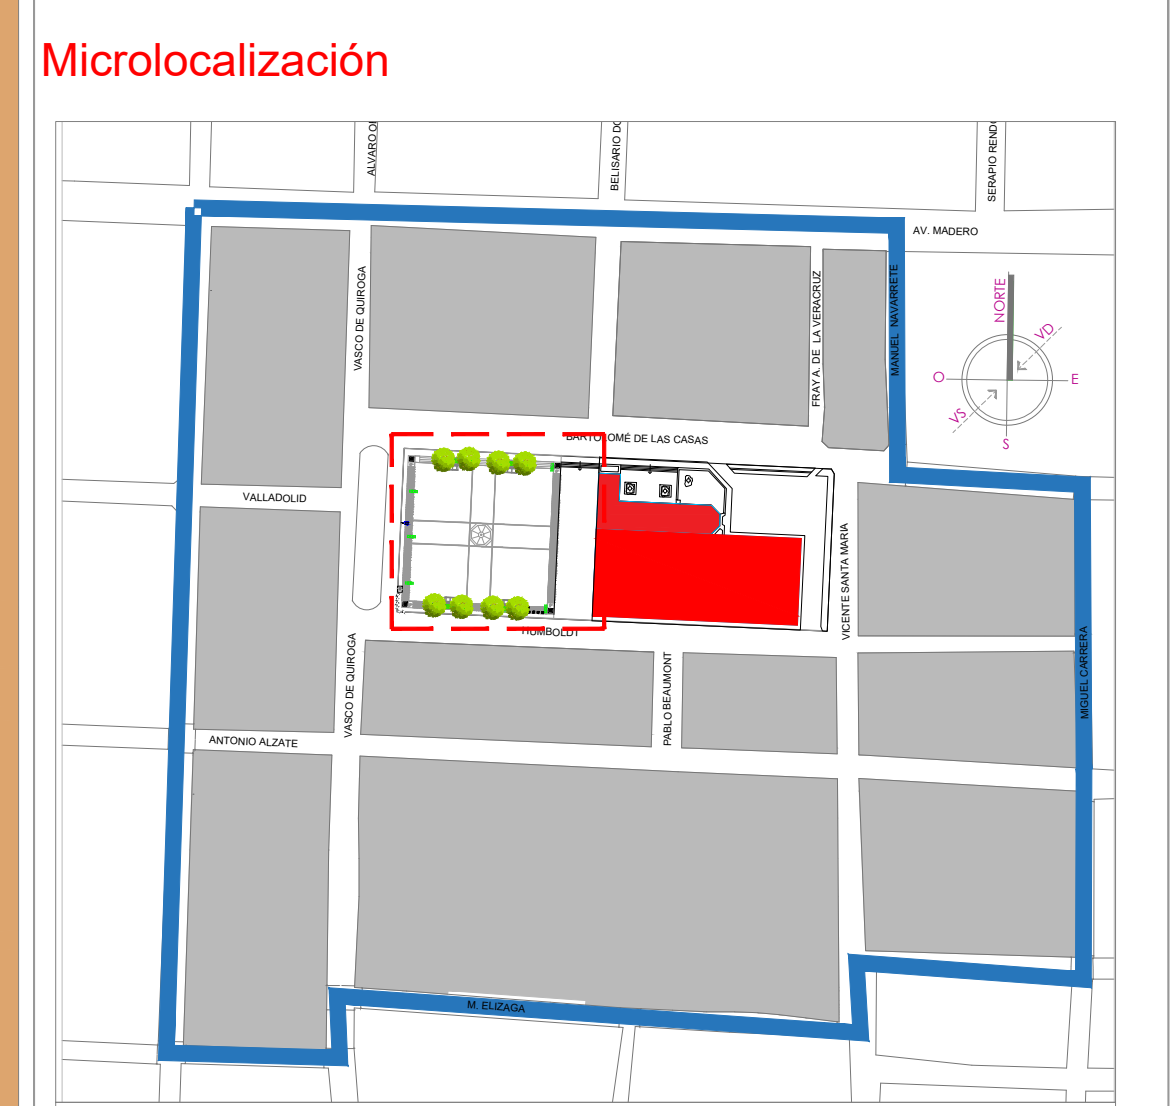 Microlocalización
ALVARO O
BELISARIO DO
SERAPIO REND
AV. MADERO
VASCO DE QUIROGA
FRAY A. DE LA VERACRUZ
MANUEL NAVARRETE
NORTE
VD
O
E
VS
S
BARTOLOMÉ DE LAS CASAS
VALLADOLID
VICENTE SANTA MARIA
HUMBOLDT
VASCO DE QUIROGA
PABLO BEAUMONT
MIGUEL CARRERA
ANTONIO ALZATE
M. ELIZAGA